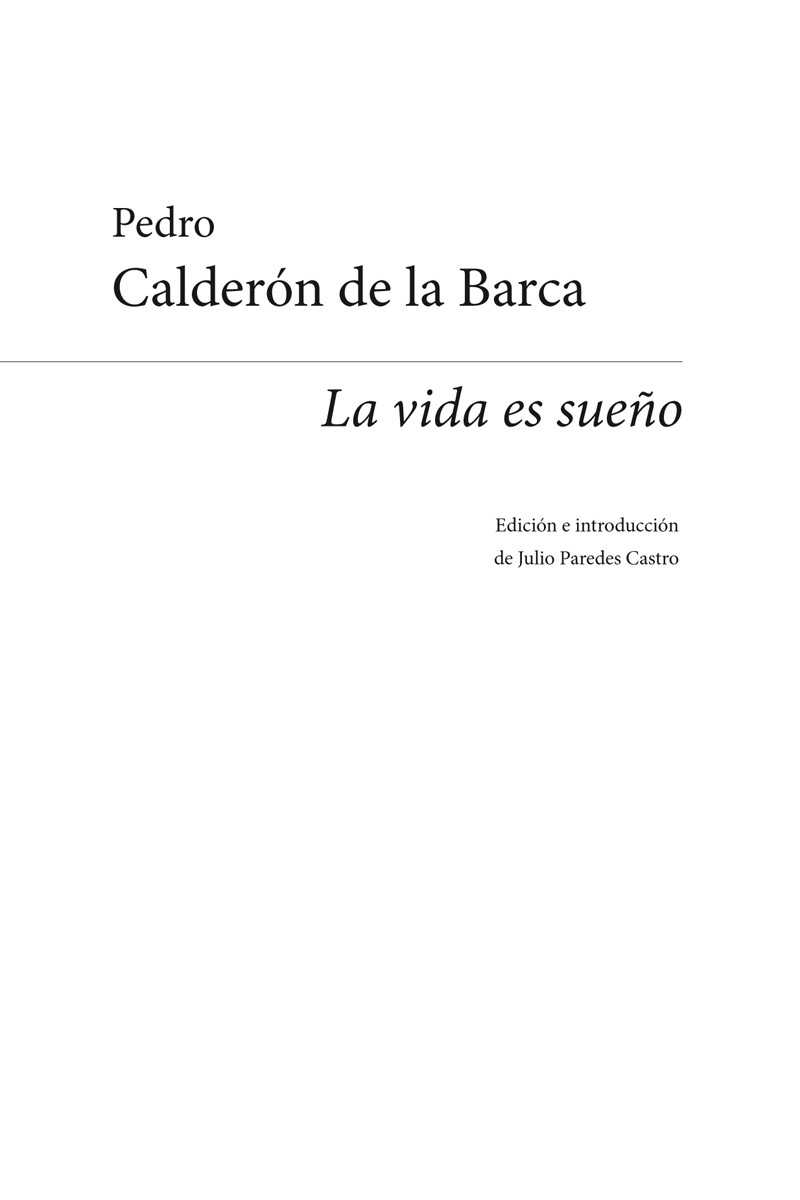 Pedro
Calderón de la Barca
La vida es sueño
Edición e introducción
de Julio Paredes Castro